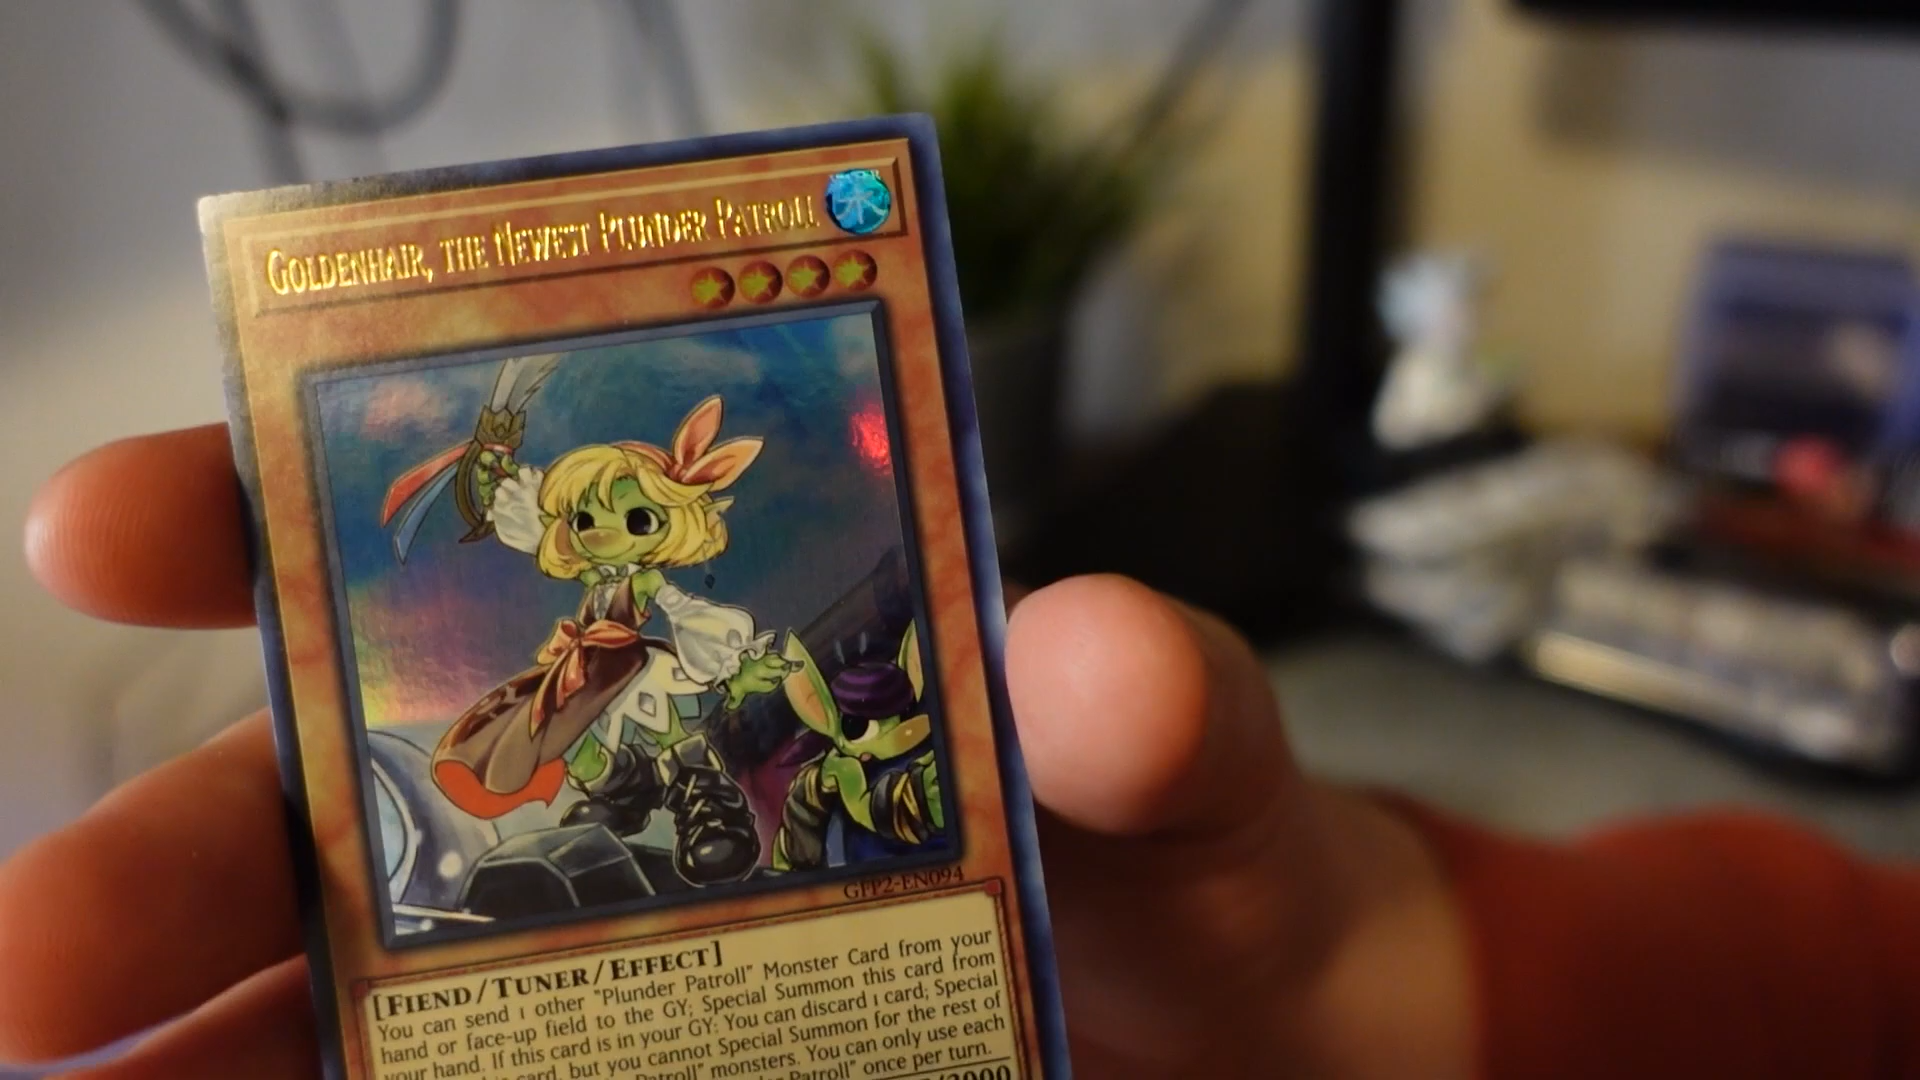 GOLDENHAIR, THE NEWEST PLUNDER PATROLL
GFP2-EN094
[FIEND/TUNER/EFFECT]
You can send 1 other "Plunder Patroll" Monster Card from your
hand or face-up field to the GY; Special Summon this card from
your hand. If this card is in your GY: You can discard 1 card; Special
card, but you cannot Special Summon for the rest of
Patroll" monsters. You can only use each
Patroll" once per turn.